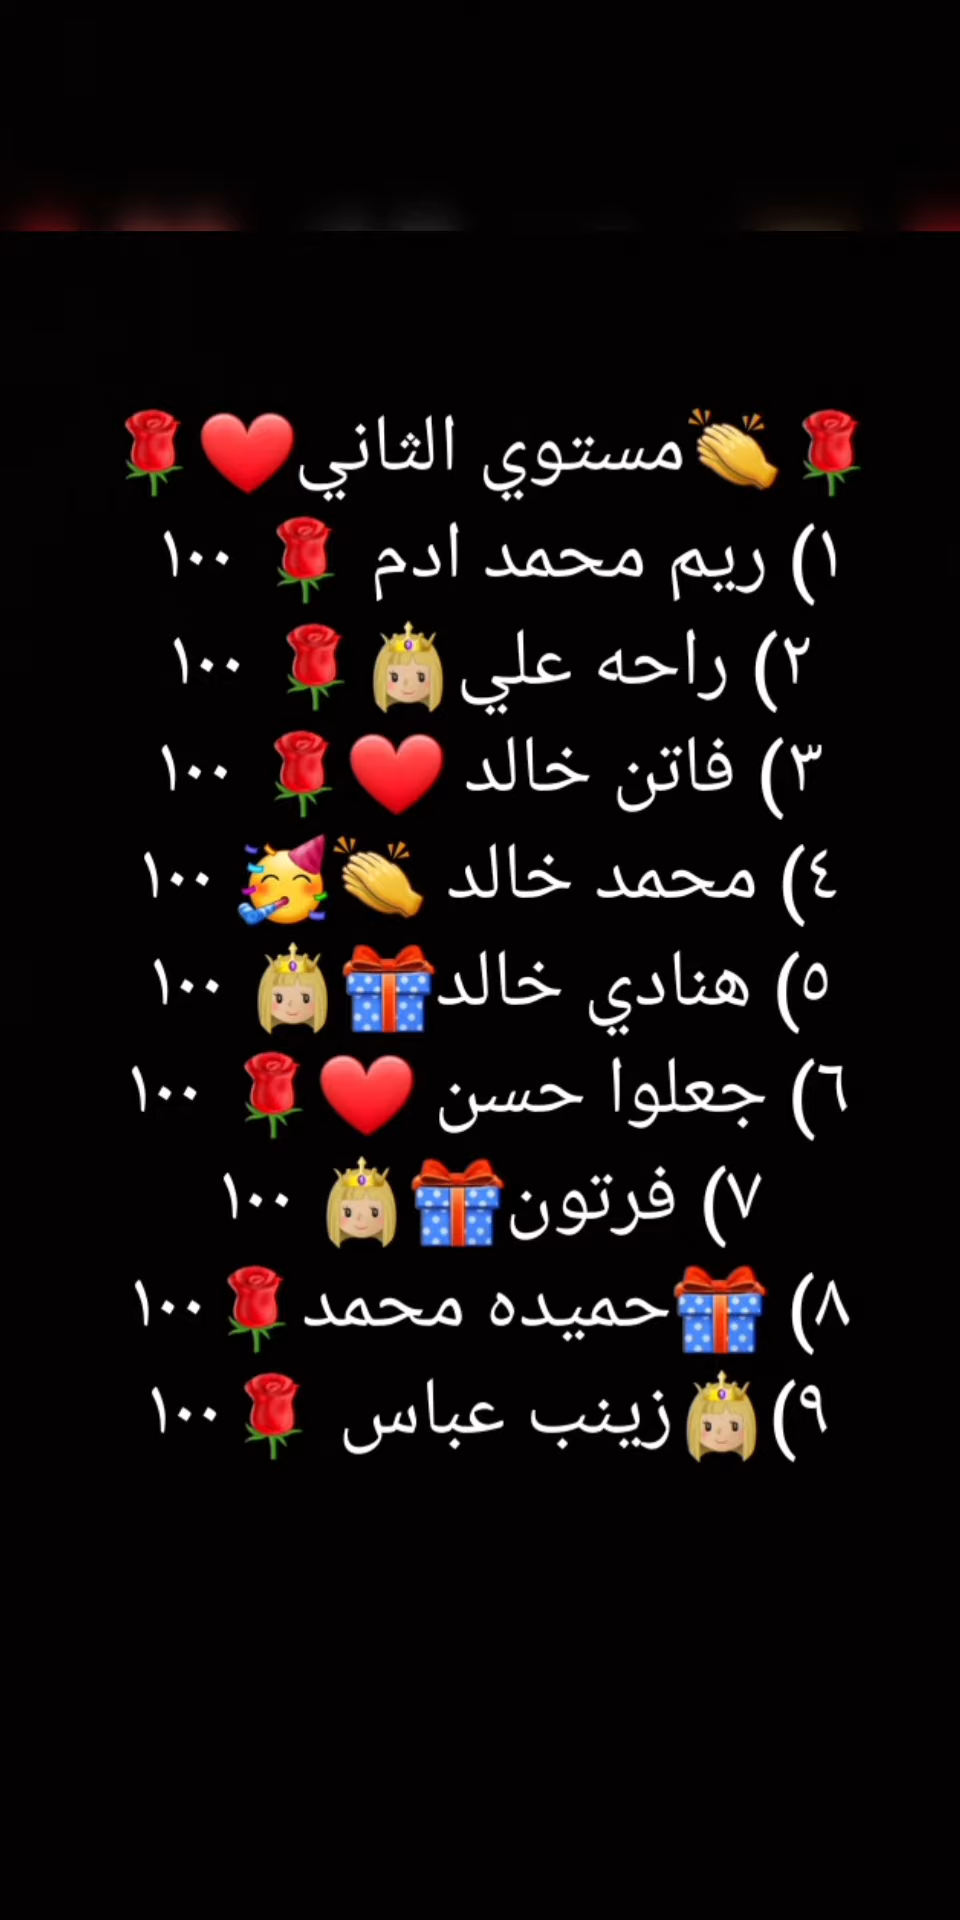 🌹 👏مستوي الثاني❤️🌹
١) ريم محمد ادم 🌹 ١٠٠
٢) راحه علي👸🏼🌹 ١٠٠
٣) فاتن خالد ❤️🌹 ١٠٠
٤) محمد خالد 👏🥳 ١٠٠
٥) هنادي خالد🎁👸🏼 ١٠٠
٦) جعلوا حسن ❤️🌹 ١٠٠
٧) فرتون🎁👸🏼 ١٠٠
٨) 🎁حميده محمد🌹١٠٠
٩)👸🏼زينب عباس 🌹١٠٠